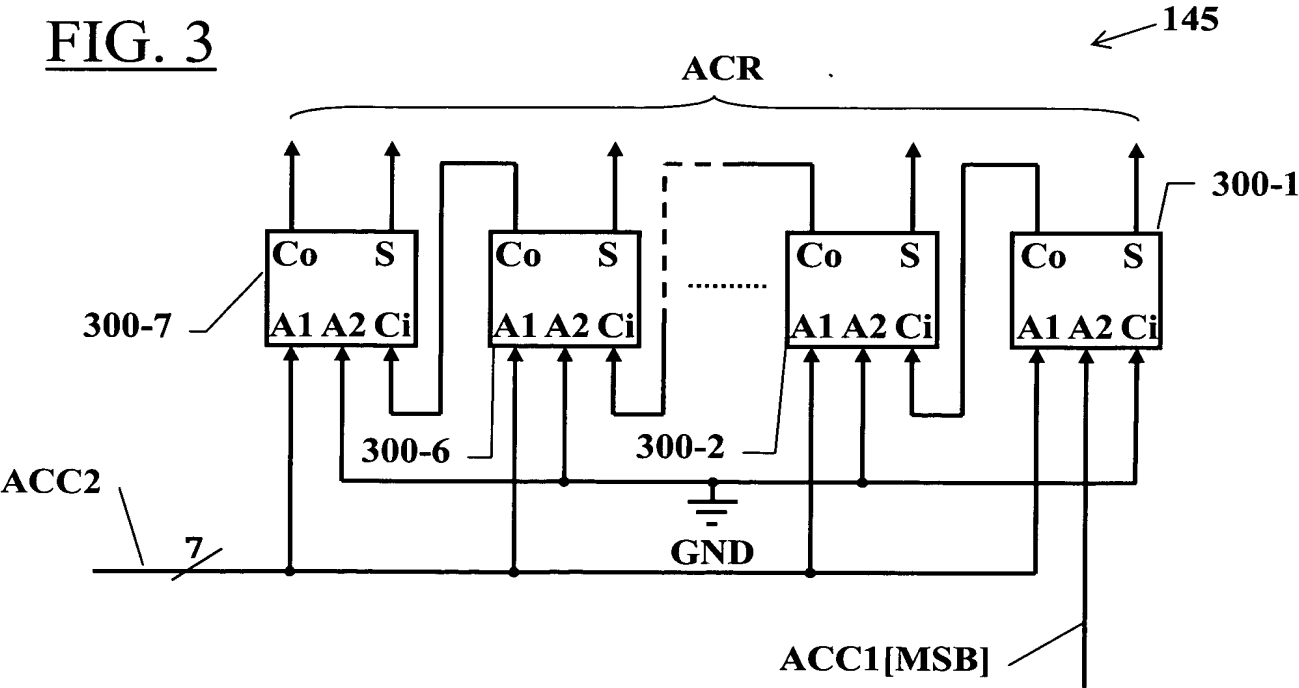 FIG. 3
145
ACR
300-1
Co S Co S Co S Co S
A1 A2 Ci A1 A2 Ci A1 A2 Ci A1 A2 Ci
300-7
300-6
300-2
ACC2
7
GND
ACC1[MSB]